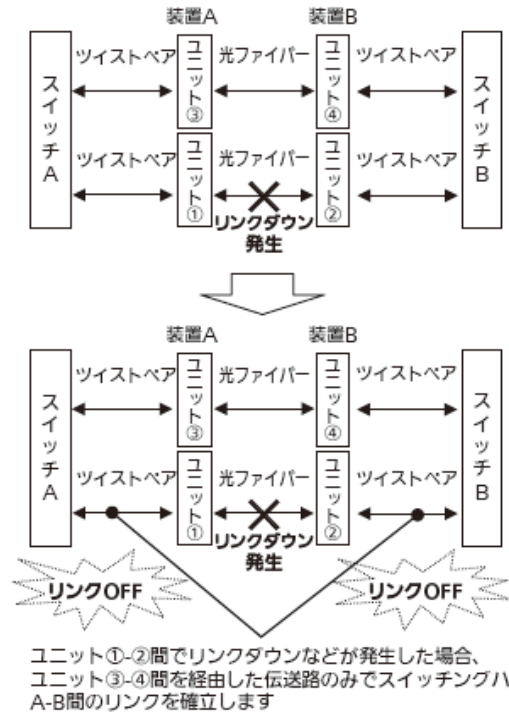 装置A 装置B
スイッチA
ツイストペア
ユニット③
光ファイバー
ユニット④
ツイストペア
スイッチB
ツイストペア
ユニット①
光ファイバー
ユニット②
ツイストペア
リンクダウン
発生
装置A 装置B
スイッチA
ツイストペア
ユニット③
光ファイバー
ユニット④
ツイストペア
スイッチB
ツイストペア
ユニット①
光ファイバー
ユニット②
ツイストペア
リンクダウン
発生
リンクOFF
リンクOFF
ユニット①-②間でリンクダウンなどが発生した場合、
ユニット③-④間を経由した伝送路のみでスイッチングハ
A-B間のリンクを確立します